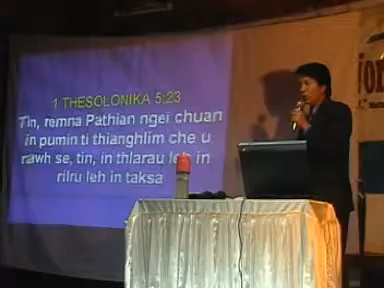 1 THESOLONIKA 5:23
Tin, remna Pathian ngei chuan
in pumin ti thianghlim che u
rawh se, tin, in thlarau leh in
rilru leh in taksa